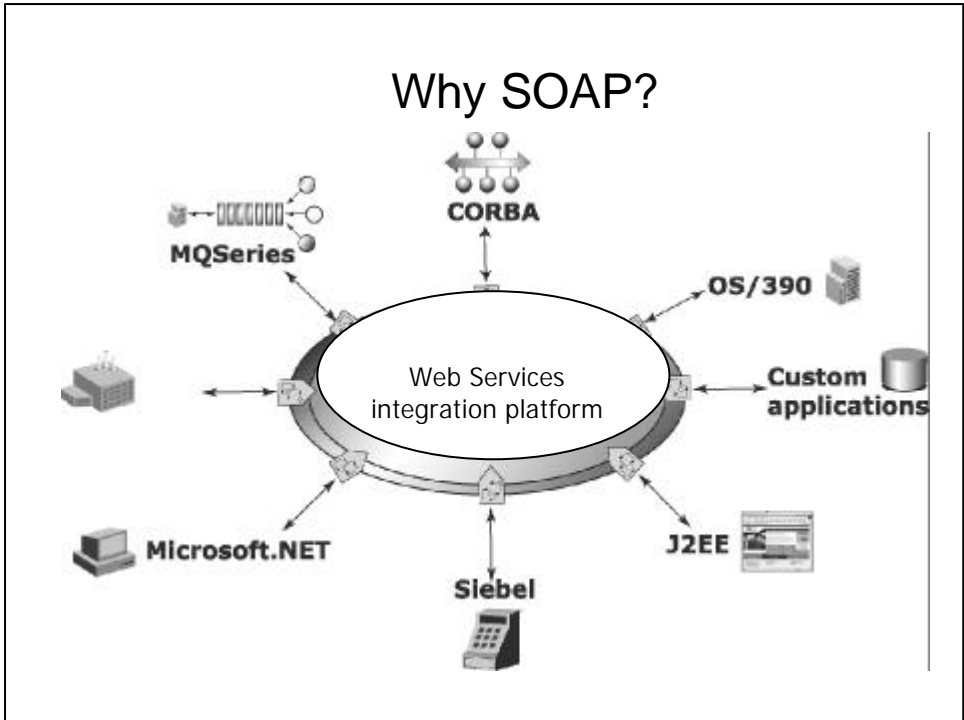 Why SOAP?
CORBA
MQSeries
OS/390
Web Services
integration platform
Custom
applications
Microsoft.NET
J2EE
Siebel